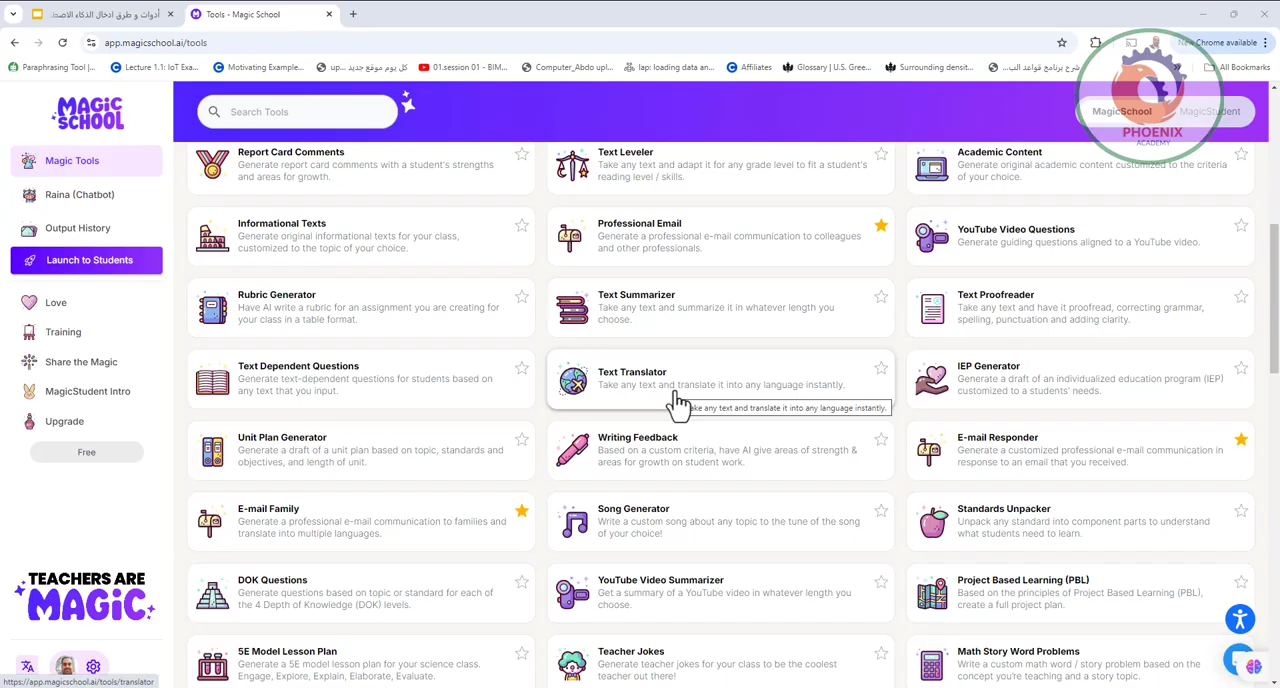 أدوات و طرق ادخال الذكاء الاصط
Tools - Magic School
app.magicschool.ai/tools
New Chrome available
Paraphrasing Tool |...
Lecture 1.1: IoT Exa...
Motivating Example...
كل يوم موقع جديد ...up
01.session 01 - BIM...
Computer_Abdo upl...
lap: loading data an...
Affiliates
Glossary | U.S. Gree...
Surrounding densit...
شرح برنامج قواعد الب...
All Bookmarks
MAGIC SCHOOL
Search Tools
MagicSchool
MagicStudent
PHOENIX
ACADEMY
Magic Tools
Raina (Chatbot)
Output History
Launch to Students
Love
Training
Share the Magic
MagicStudent Intro
Upgrade
Free
TEACHERS ARE
MAGIC
Report Card Comments
Generate report card comments with a student's strengths
and areas for growth.
Text Leveler
Take any text and adapt it for any grade level to fit a student's
reading level / skills.
Academic Content
Generate original academic content customized to the criteria
of your choice.
Informational Texts
Generate original informational texts for your class,
customized to the topic of your choice.
Professional Email
Generate a professional e-mail communication to colleagues
and other professionals.
YouTube Video Questions
Generate guiding questions aligned to a YouTube video.
Rubric Generator
Have AI write a rubric for an assignment you are creating for
your class in a table format.
Text Summarizer
Take any text and summarize it in whatever length you
choose.
Text Proofreader
Take any text and have it proofread, correcting grammar,
spelling, punctuation and adding clarity.
Text Dependent Questions
Generate text-dependent questions for students based on
any text that you input.
Text Translator
Take any text and translate it into any language instantly.
ake any text and translate it into any language instantly.
IEP Generator
Generate a draft of an individualized education program (IEP)
customized to a students' needs.
Unit Plan Generator
Generate a draft of a unit plan based on topic, standards and
objectives, and length of unit.
Writing Feedback
Based on a custom criteria, have AI give areas of strength &
areas for growth on student work.
E-mail Responder
Generate a customized professional e-mail communication in
response to an email that you received.
E-mail Family
Generate a professional e-mail communication to families and
translate into multiple languages.
Song Generator
Write a custom song about any topic to the tune of the song
of your choice!
Standards Unpacker
Unpack any standard into component parts to understand
what students need to learn.
DOK Questions
Generate questions based on topic or standard for each of
the 4 Depth of Knowledge (DOK) levels.
YouTube Video Summarizer
Get a summary of a YouTube video in whatever length you
choose.
Project Based Learning (PBL)
Based on the principles of Project Based Learning (PBL),
create a full project plan.
5E Model Lesson Plan
Generate a 5E model lesson plan for your science class.
Engage, Explore, Explain, Elaborate, Evaluate.
Teacher Jokes
Generate teacher jokes for your class to be the coolest
teacher out there!
Math Story Word Problems
Write a custom math word / story problem based on the
concept you're teaching and a story topic.
https://app.magicschool.ai/tools/translator